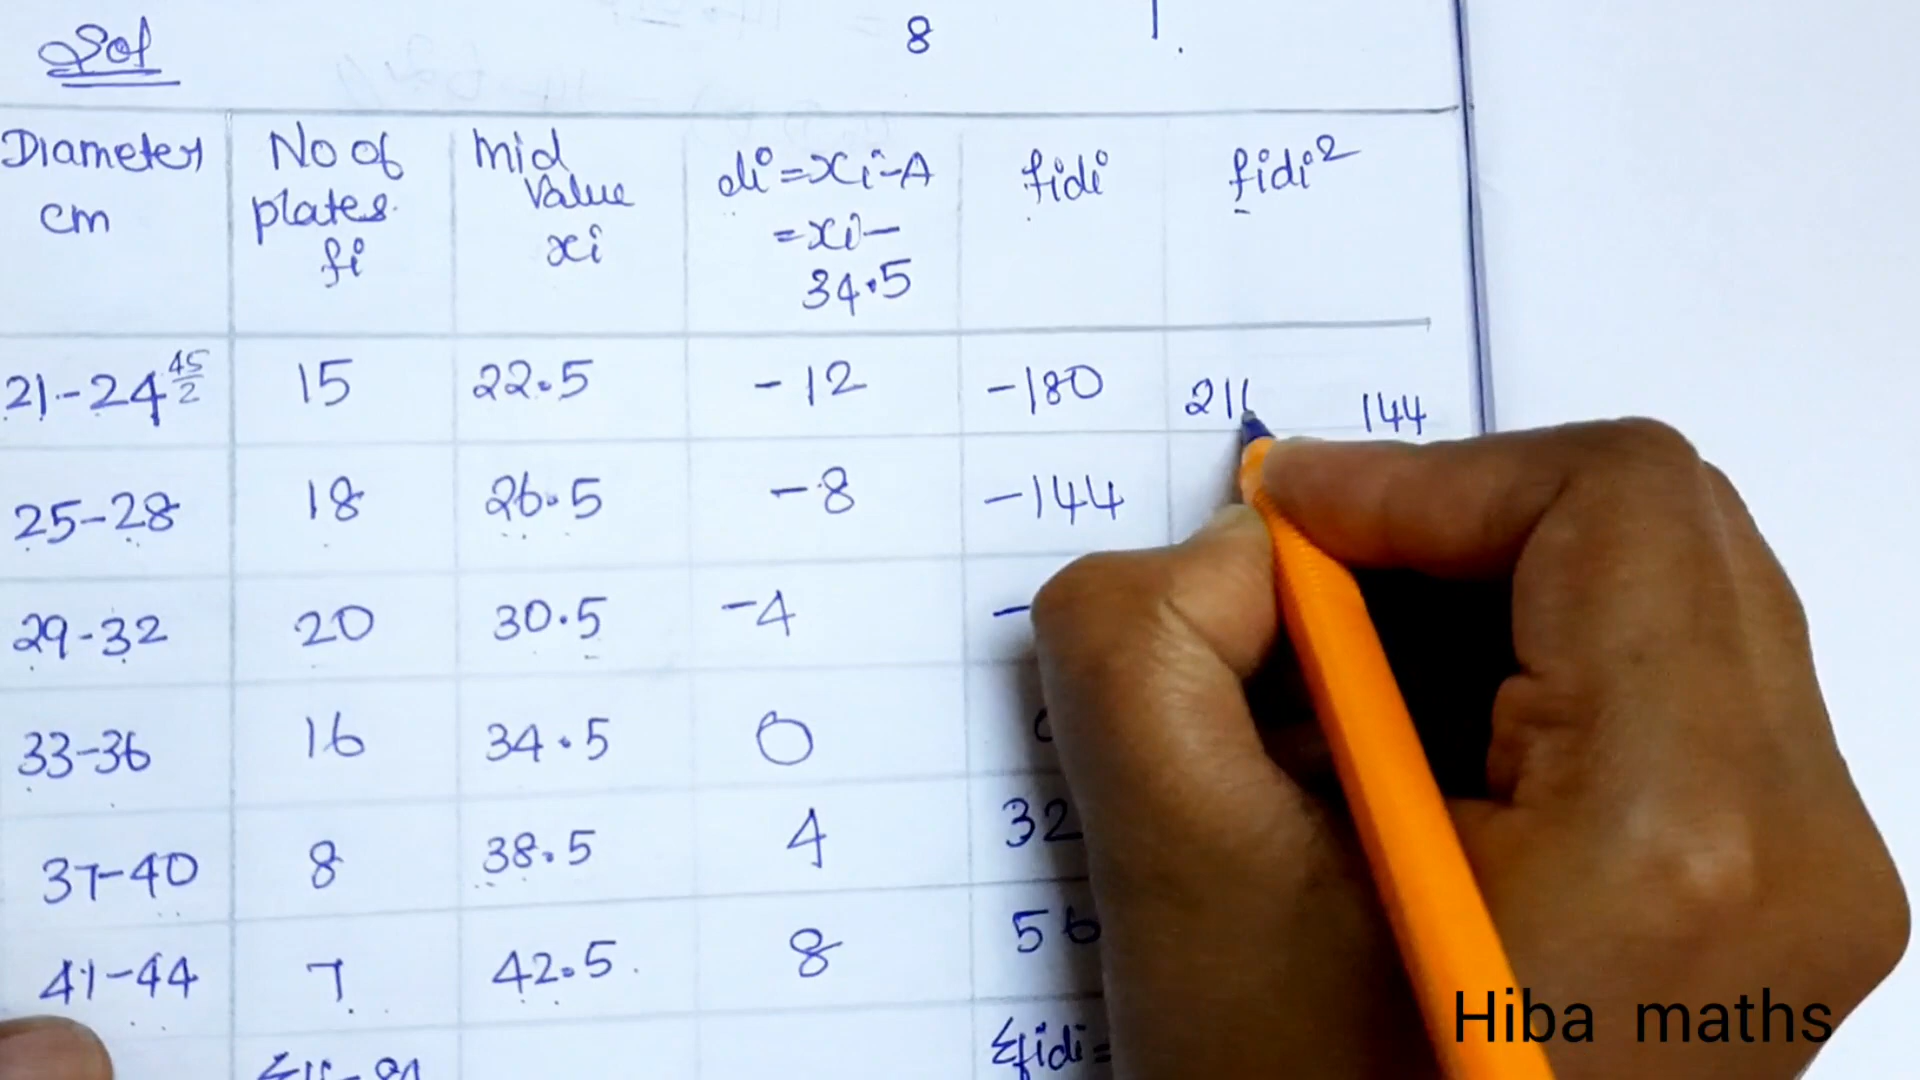 Sol
8
Diameter cm | No of plates fi | Mid Value xi | di=xi-A =xi-34.5 | fidi | fidi²
21-24 45/2 | 15 | 22.5 | -12 | -180 | 21 144
25-28 | 18 | 26.5 | -8 | -144
29-32 | 20 | 30.5 | -4 | -
33-36 | 16 | 34.5 | 0
37-40 | 8 | 38.5 | 4 | 32
41-44 | 7 | 42.5 | 8 | 56
Σfidi=
Hiba maths